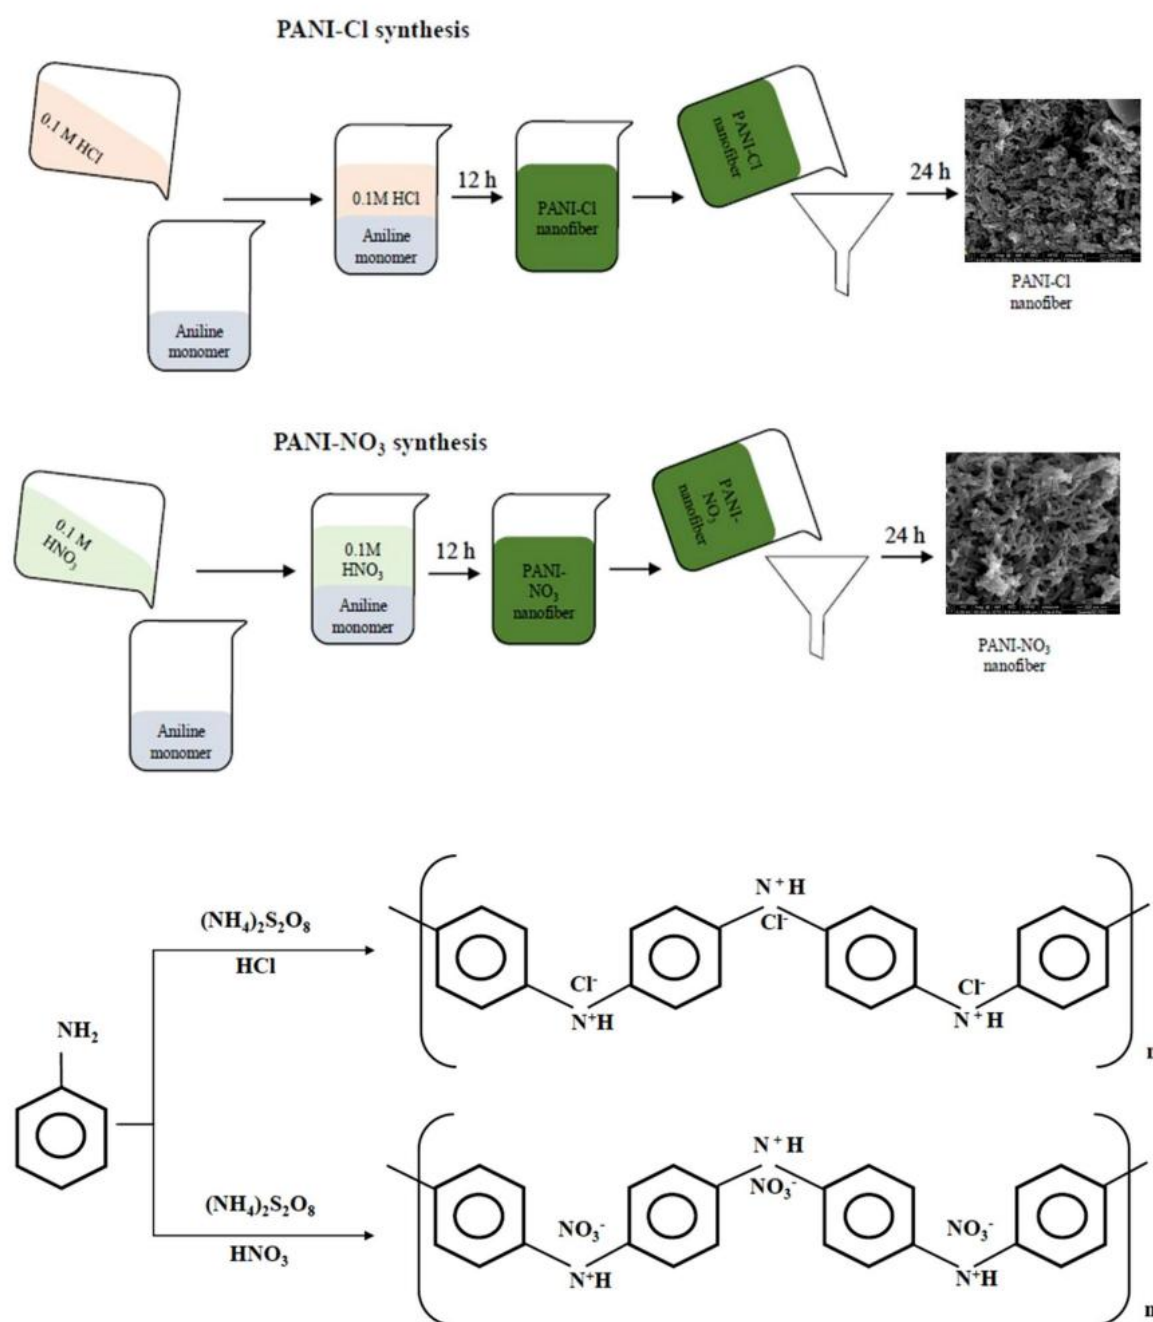 PANI-Cl synthesis
0.1 M HCl
Aniline
monomer
0.1M HCl
Aniline
monomer
12 h
PANI-Cl
nanofiber
PANI-Cl
nanofiber
24 h
PANI-Cl
nanofiber
PANI-NO₃ synthesis
0.1 M
HNO₃
Aniline
monomer
0.1M
HNO₃
Aniline
monomer
12 h
PANI-
NO₃
nanofiber
PANI-
NO₃
nanofiber
24 h
PANI-NO₃
nanofiber
NH₂
(NH₄)₂S₂O₈
HCl
N⁺H
Cl⁻
Cl⁻
Cl⁻
N⁺H
N⁺H
n
(NH₄)₂S₂O₈
HNO₃
N⁺H
NO₃⁻
NO₃⁻
NO₃⁻
N⁺H
N⁺H
n